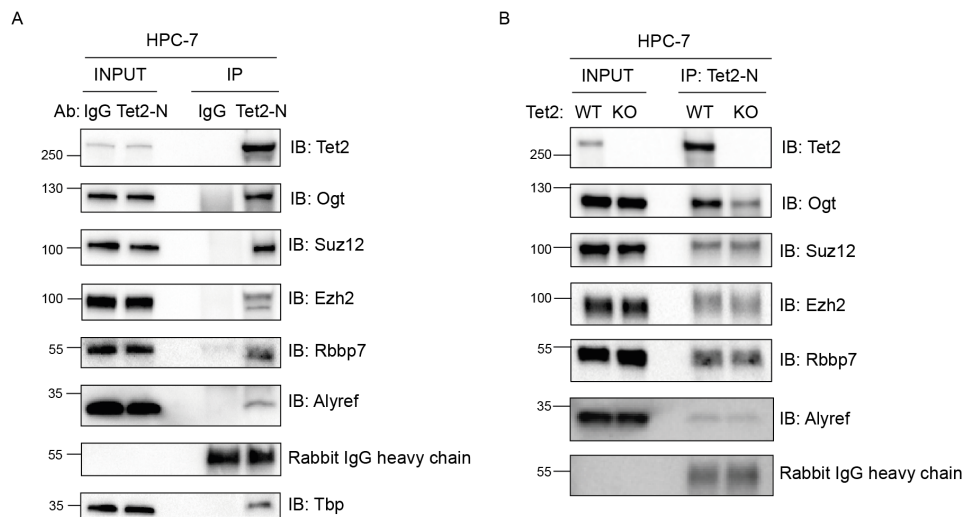 A
HPC-7
INPUT IP
Ab: IgG Tet2-N IgG Tet2-N
250 IB: Tet2
130 IB: Ogt
100 IB: Suz12
100 IB: Ezh2
55 IB: Rbbp7
35 IB: Alyref
55 Rabbit IgG heavy chain
35 IB: Tbp
B
HPC-7
INPUT IP: Tet2-N
Tet2: WT KO WT KO
250 IB: Tet2
130 IB: Ogt
100 IB: Suz12
100 IB: Ezh2
55 IB: Rbbp7
35 IB: Alyref
55 Rabbit IgG heavy chain